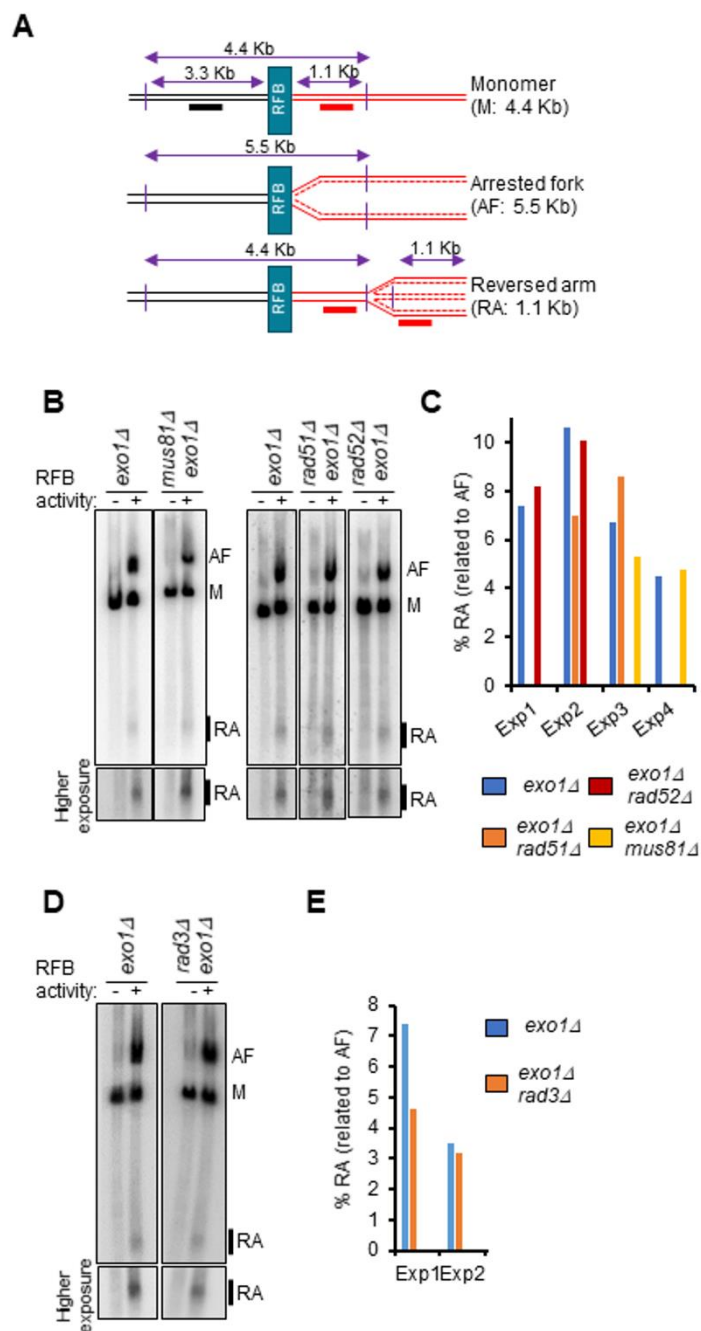 A
4.4 Kb
3.3 Kb
1.1 Kb
RFB
Monomer
(M: 4.4 Kb)
5.5 Kb
RFB
Arrested fork
(AF: 5.5 Kb)
4.4 Kb
1.1 Kb
RFB
Reversed arm
(RA: 1.1 Kb)
B
exo1Δ
mus81Δ
exo1Δ
exo1Δ
rad51Δ
exo1Δ
rad52Δ
exo1Δ
RFB
activity:
- + - + - + - + - +
AF
M
RA
Higher
exposure
RA
AF
M
RA
RA
C
% RA (related to AF)
10
8
6
4
2
0
Exp1
Exp2
Exp3
Exp4
exo1Δ
exo1Δ
rad52Δ
exo1Δ
rad51Δ
exo1Δ
mus81Δ
D
exo1Δ
rad3Δ
exo1Δ
RFB
activity:
- + - +
AF
M
RA
Higher
exposure
RA
E
% RA (related to AF)
8
7
6
5
4
3
2
1
0
Exp1Exp2
exo1Δ
exo1Δ
rad3Δ